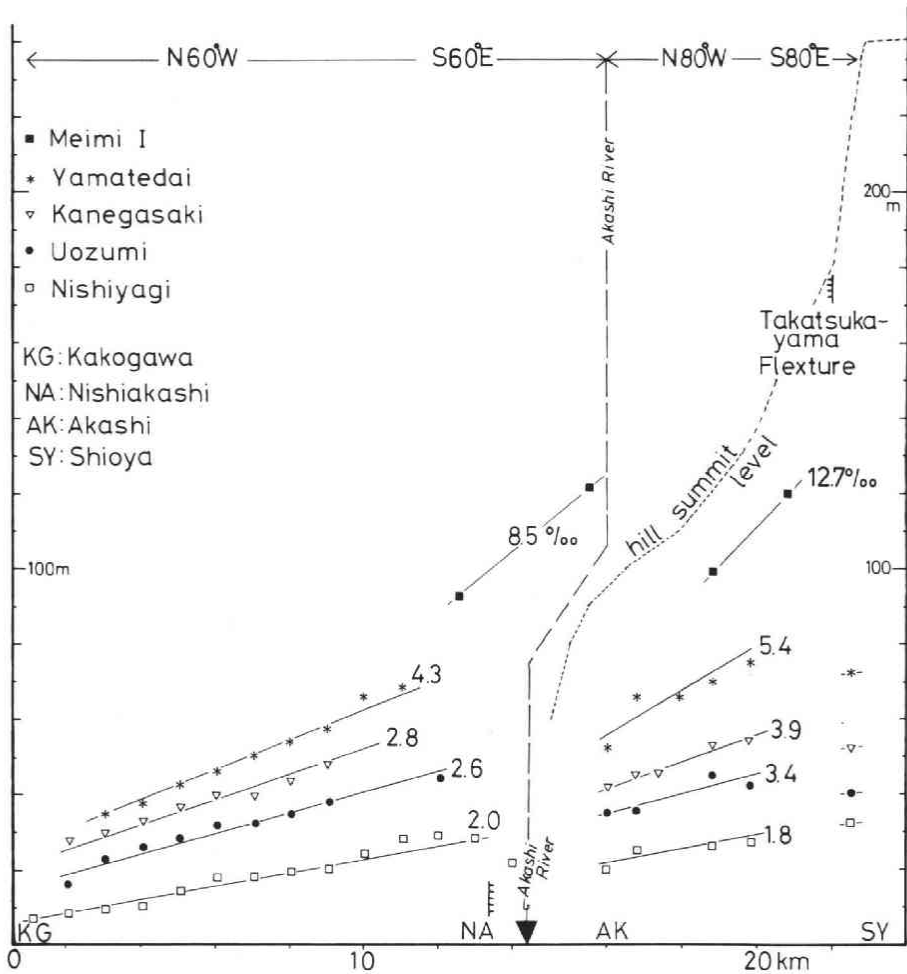 N60°W S60°E N80°W S80°E
■ Meimi I
* Yamatedai
▽ Kanegasaki
● Uozumi
□ Nishiyagi
KG: Kakogawa
NA: Nishiakashi
AK: Akashi
SY: Shioya
Akashi River
200
m
Takatsuka-
yama
Flexture
hill summit
level
12.7‰
8.5 ‰
100m
100
5.4
4.3
3.9
2.8
3.4
2.6
2.0
1.8
Akashi
River
KG NA AK SY
0 10 20 km